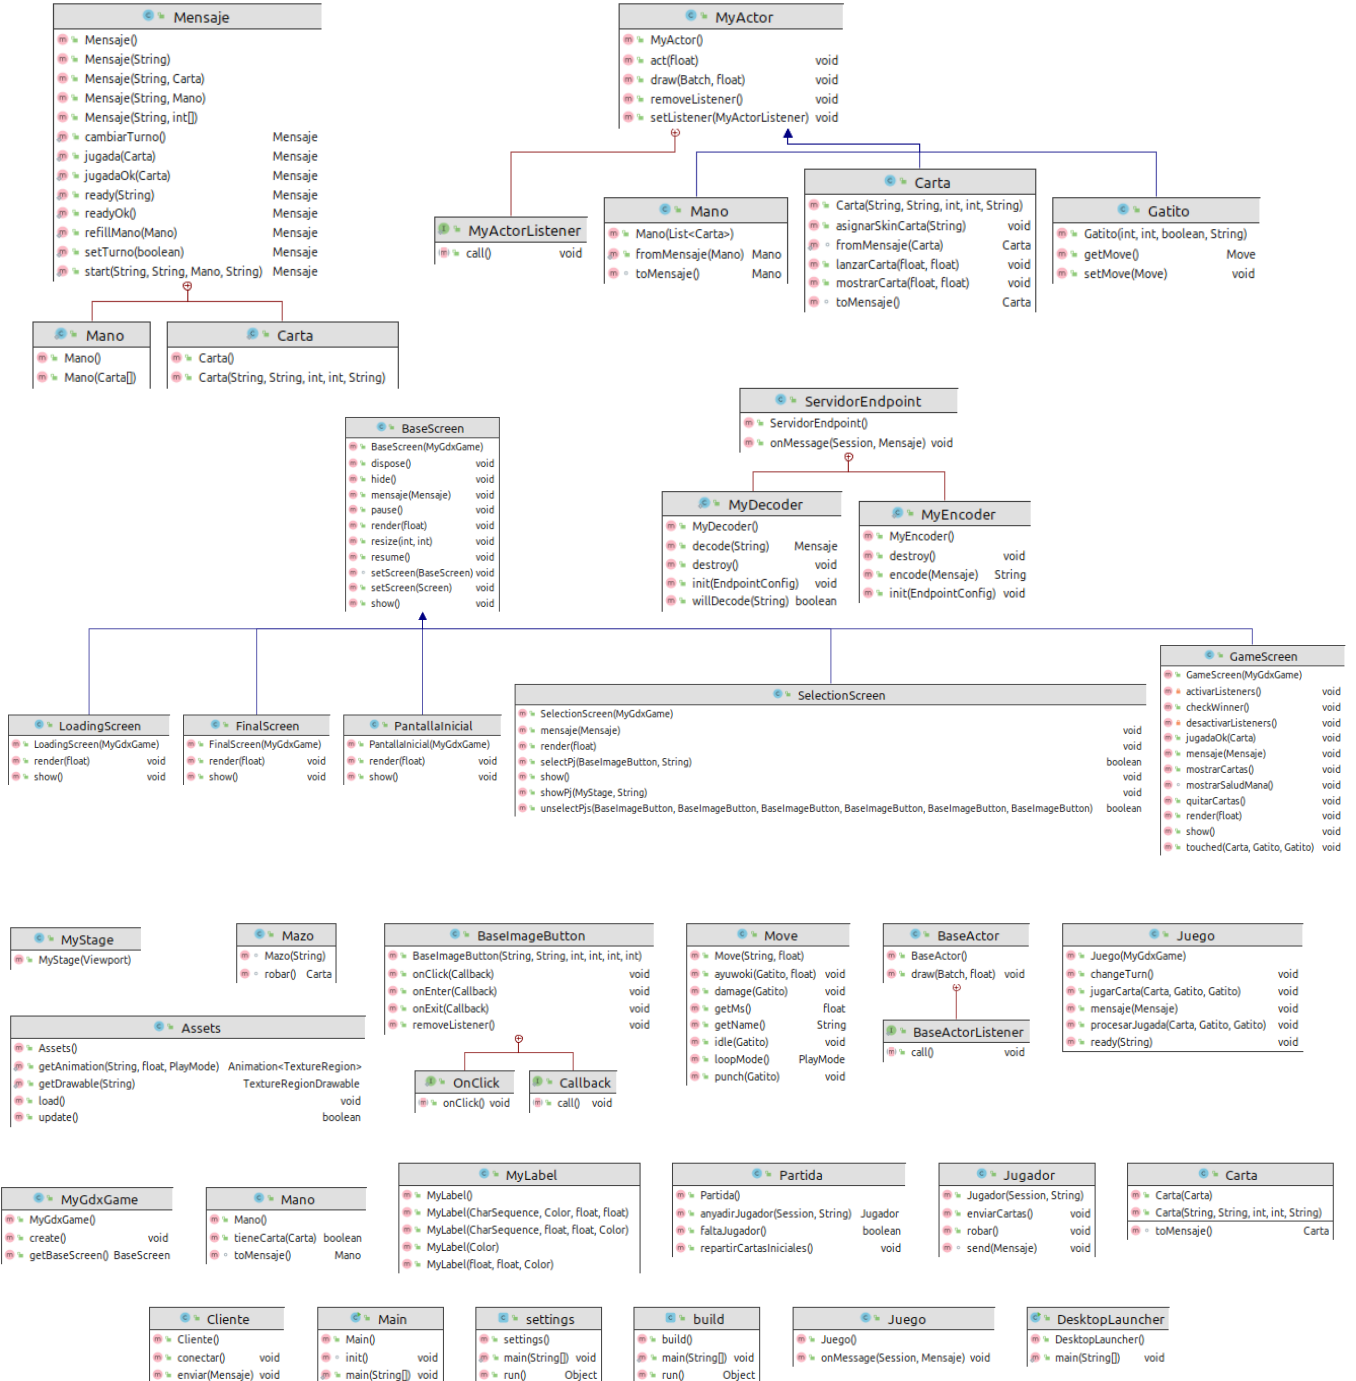 Mensaje
Mensaje()
Mensaje(String)
Mensaje(String, Carta)
Mensaje(String, Mano)
Mensaje(String, int[])
cambiarTurno() Mensaje
jugada(Carta) Mensaje
jugadaOk(Carta) Mensaje
ready(String) Mensaje
readyOk() Mensaje
refillMano(Mano) Mensaje
setTurno(boolean) Mensaje
start(String, String, Mano, String) Mensaje
Mano
Mano()
Mano(Carta[])
Carta
Carta()
Carta(String, String, int, int, String)
MyActor
MyActor()
act(float) void
draw(Batch, float) void
removeListener() void
setListener(MyActorListener) void
MyActorListener
call() void
Mano
Mano(List<Carta>)
fromMensaje(Mano) Mano
toMensaje() Mano
Carta
Carta(String, String, int, int, String)
asignarSkinCarta(String) void
fromMensaje(Carta) Carta
lanzarCarta(float, float) void
mostrarCarta(float, float) void
toMensaje() Carta
Gatito
Gatito(int, int, boolean, String)
getMove() Move
setMove(Move) void
BaseScreen
BaseScreen(MyGdxGame)
dispose() void
hide() void
mensaje(Mensaje) void
pause() void
render(float) void
resize(int, int) void
resume() void
setScreen(BaseScreen) void
setScreen(Screen) void
show() void
ServidorEndpoint
ServidorEndpoint()
onMessage(Session, Mensaje) void
MyDecoder
MyDecoder()
decode(String) Mensaje
destroy() void
init(EndpointConfig) void
willDecode(String) boolean
MyEncoder
MyEncoder()
destroy() void
encode(Mensaje) String
init(EndpointConfig) void
LoadingScreen
LoadingScreen(MyGdxGame)
render(float) void
show() void
FinalScreen
FinalScreen(MyGdxGame)
render(float) void
show() void
PantallaInicial
PantallaInicial(MyGdxGame)
render(float) void
show() void
SelectionScreen
SelectionScreen(MyGdxGame)
mensaje(Mensaje) void
render(float) void
selectPj(BaseImageButton, String) boolean
show() void
showPj(MyStage, String) void
unselectPjs(BaseImageButton, BaseImageButton, BaseImageButton, BaseImageButton, BaseImageButton, BaseImageButton) boolean
GameScreen
GameScreen(MyGdxGame)
activarListeners() void
checkWinner() void
desactivarListeners() void
jugadaOk(Carta) void
mensaje(Mensaje) void
mostrarCartas() void
mostrarSaludMana() void
quitarCartas() void
render(float) void
show() void
touched(Carta, Gatito, Gatito) void
MyStage
MyStage(Viewport)
Mazo
Mazo(String)
robar() Carta
BaseImageButton
BaseImageButton(String, String, int, int, int, int)
onClick(Callback) void
onEnter(Callback) void
onExit(Callback) void
removeListener() void
OnClick
onClick() void
Callback
call() void
Move
Move(String, float)
ayuwoki(Gatito, float) void
damage(Gatito) void
getMs() float
getName() String
idle(Gatito) void
loopMode() PlayMode
punch(Gatito) void
BaseActor
BaseActor()
draw(Batch, float) void
BaseActorListener
call() void
Juego
Juego(MyGdxGame)
changeTurn() void
jugarCarta(Carta, Gatito, Gatito) void
mensaje(Mensaje) void
procesarJugada(Carta, Gatito, Gatito) void
ready(String) void
Assets
Assets()
getAnimation(String, float, PlayMode) Animation<TextureRegion>
getDrawable(String) TextureRegionDrawable
load() void
update() boolean
MyGdxGame
MyGdxGame()
create() void
getBaseScreen() BaseScreen
Mano
Mano()
tieneCarta(Carta) boolean
toMensaje() Mano
MyLabel
MyLabel()
MyLabel(CharSequence, Color, float, float)
MyLabel(CharSequence, float, float, Color)
MyLabel(Color)
MyLabel(float, float, Color)
Partida
Partida()
anyadirJugador(Session, String) Jugador
faltaJugador() boolean
repartirCartasIniciales() void
Jugador
Jugador(Session, String)
enviarCartas() void
robar() void
send(Mensaje) void
Carta
Carta(Carta)
Carta(String, String, int, int, String)
toMensaje() Carta
Cliente
Cliente()
conectar() void
enviar(Mensaje) void
Main
Main()
init() void
main(String[]) void
settings
settings()
main(String[]) void
run() Object
build
build()
main(String[]) void
run() Object
Juego
Juego()
onMessage(Session, Mensaje) void
DesktopLauncher
DesktopLauncher()
main(String[]) void